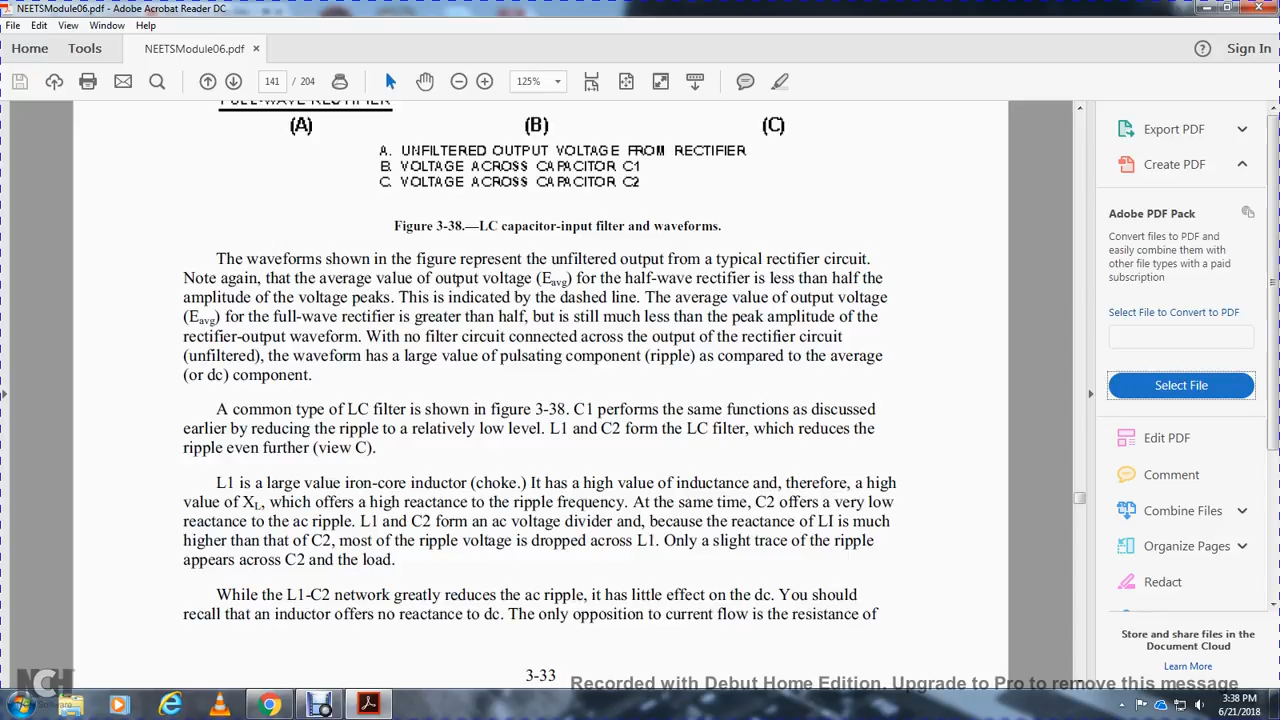 NEETSModule06.pdf - Adobe Acrobat Reader DC
File Edit View Window Help
Home Tools NEETSModule06.pdf × Sign In
141 / 204 125%
FULL-WAVE RECTIFIER
(A) (B) (C)
A. UNFILTERED OUTPUT VOLTAGE FROM RECTIFIER
B. VOLTAGE ACROSS CAPACITOR C1
C. VOLTAGE ACROSS CAPACITOR C2
Figure 3-38.—LC capacitor-input filter and waveforms.
The waveforms shown in the figure represent the unfiltered output from a typical rectifier circuit.
Note again, that the average value of output voltage (Eavg) for the half-wave rectifier is less than half the
amplitude of the voltage peaks. This is indicated by the dashed line. The average value of output voltage
(Eavg) for the full-wave rectifier is greater than half, but is still much less than the peak amplitude of the
rectifier-output waveform. With no filter circuit connected across the output of the rectifier circuit
(unfiltered), the waveform has a large value of pulsating component (ripple) as compared to the average
(or dc) component.
A common type of LC filter is shown in figure 3-38. C1 performs the same functions as discussed
earlier by reducing the ripple to a relatively low level. L1 and C2 form the LC filter, which reduces the
ripple even further (view C).
L1 is a large value iron-core inductor (choke.) It has a high value of inductance and, therefore, a high
value of XL, which offers a high reactance to the ripple frequency. At the same time, C2 offers a very low
reactance to the ac ripple. L1 and C2 form an ac voltage divider and, because the reactance of LI is much
higher than that of C2, most of the ripple voltage is dropped across L1. Only a slight trace of the ripple
appears across C2 and the load.
While the L1-C2 network greatly reduces the ac ripple, it has little effect on the dc. You should
recall that an inductor offers no reactance to dc. The only opposition to current flow is the resistance of
3-33
Export PDF
Create PDF
Adobe PDF Pack
Convert files to PDF and
easily combine them with
other file types with a paid
subscription
Select File to Convert to PDF
Select File
Edit PDF
Comment
Combine Files
Organize Pages
Redact
Store and share files in the
Document Cloud
Learn More
Recorded with Debut Home Edition. Upgrade to Pro to remove this message
NCH
Software
3:38 PM
6/21/2018